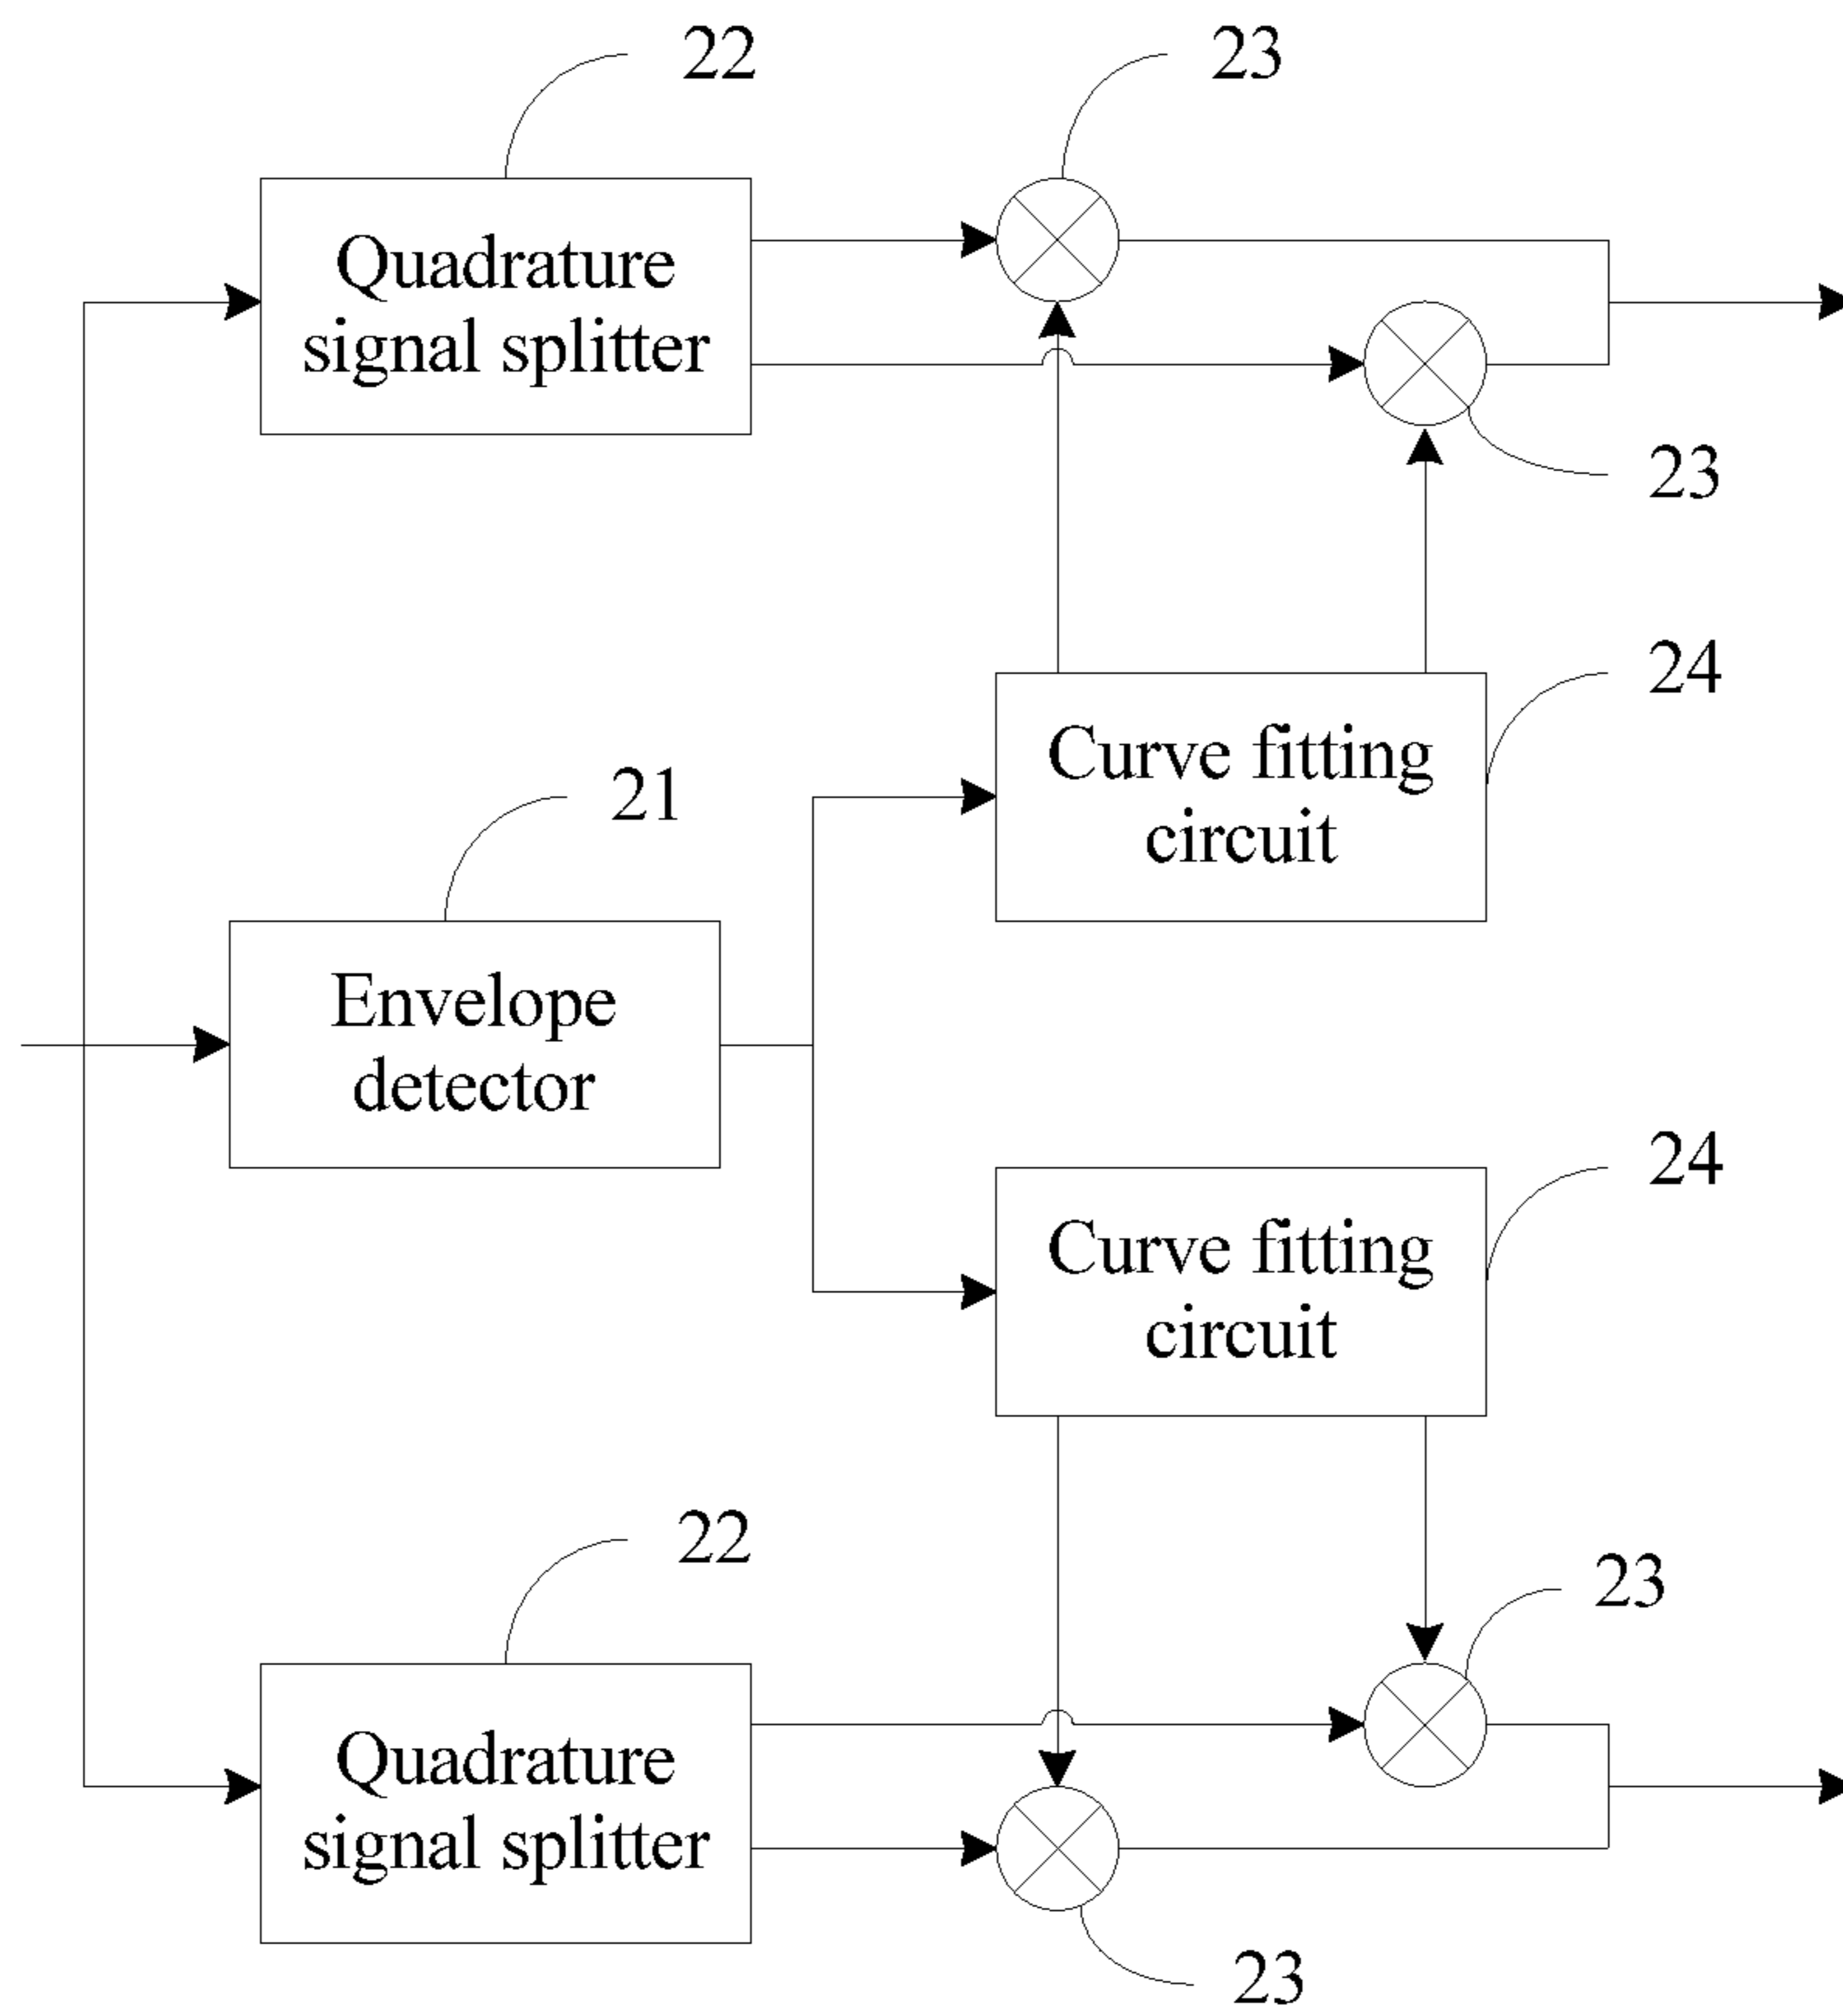 22
23
Quadrature
signal splitter
23
24
Curve fitting
circuit
21
Envelope
detector
24
Curve fitting
circuit
22
23
Quadrature
signal splitter
23